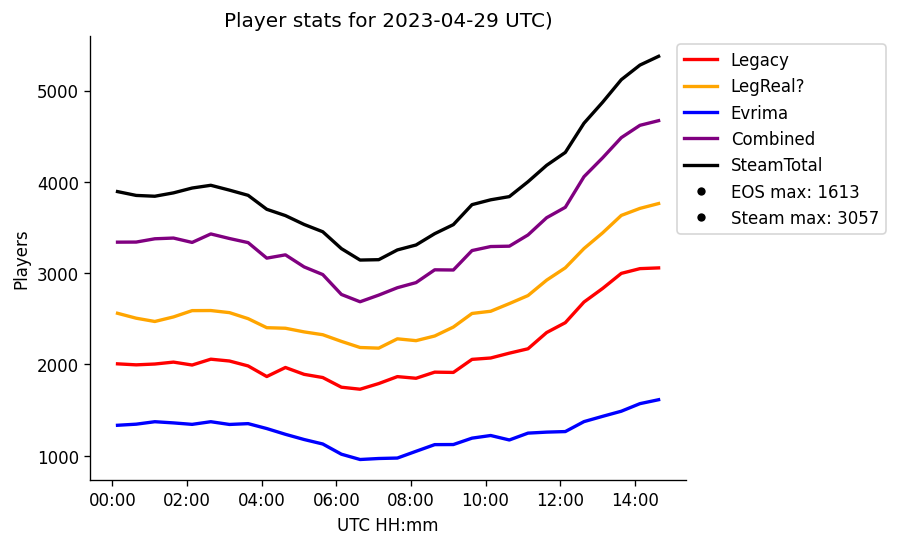 Player stats for 2023-04-29 UTC)
Players
5000
4000
3000
2000
1000
00:00 02:00 04:00 06:00 08:00 10:00 12:00 14:00
UTC HH:mm
Legacy
LegReal?
Evrima
Combined
SteamTotal
EOS max: 1613
Steam max: 3057